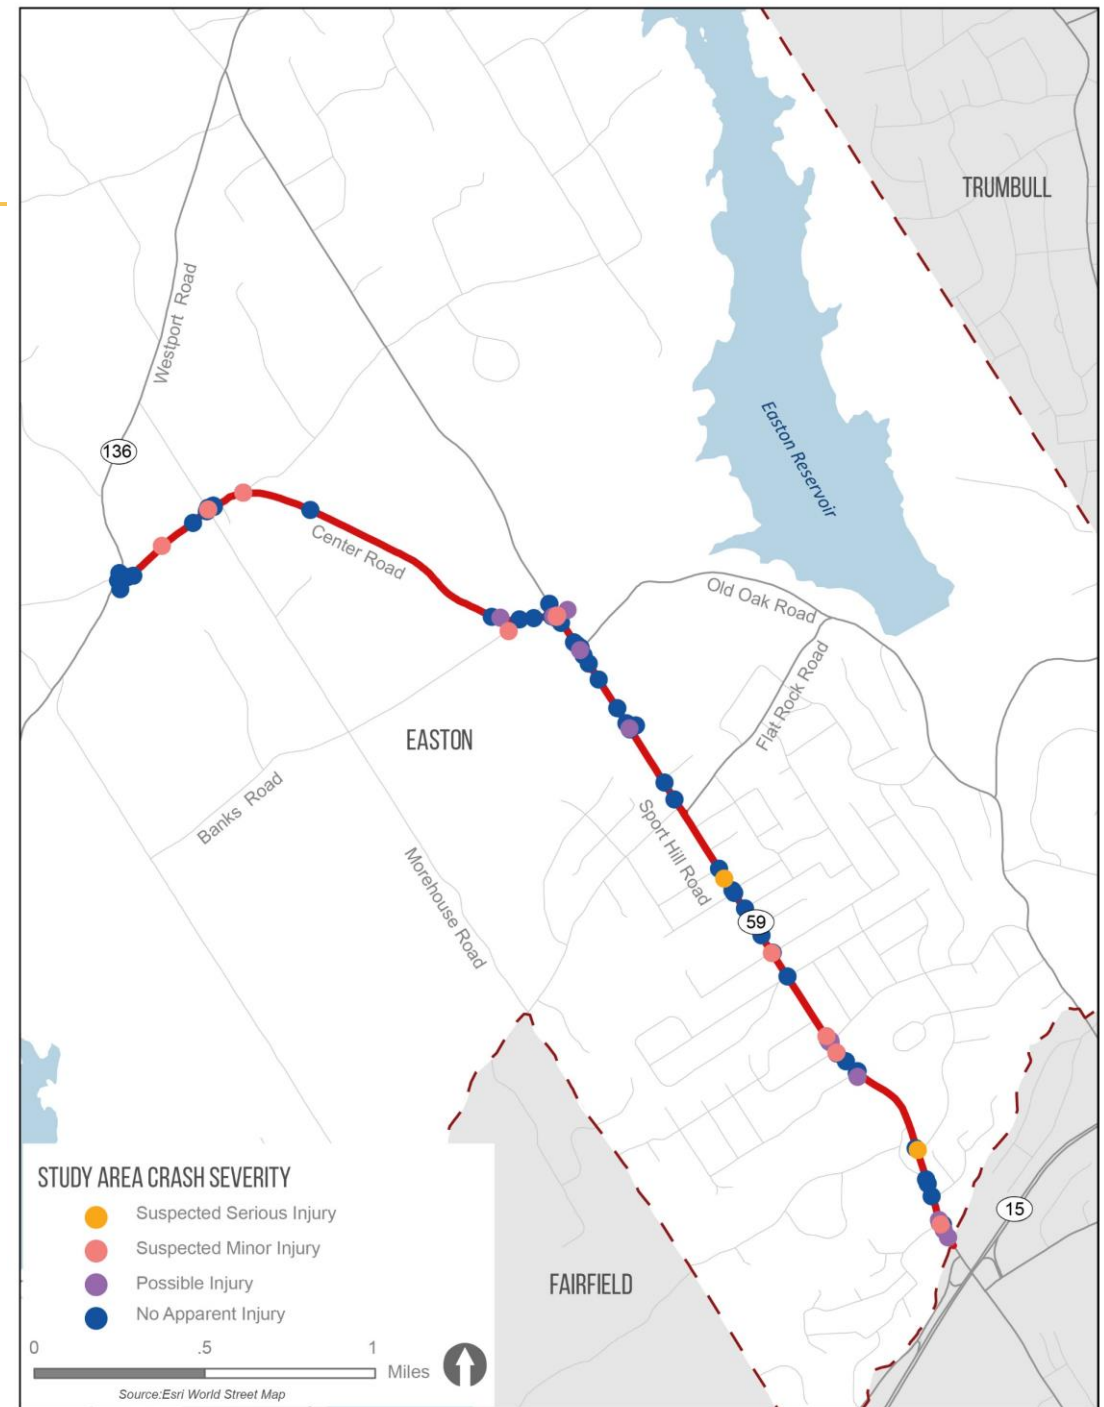 TRUMBULL
Westport Road
Easton Reservoir
136
Center Road
Old Oak Road
Flat Rock Road
EASTON
Banks Road
Sport Hill Road
Morehouse Road
59
15
FAIRFIELD
STUDY AREA CRASH SEVERITY
Suspected Serious Injury
Suspected Minor Injury
Possible Injury
No Apparent Injury
0 .5 1
Miles
Source:Esri World Street Map